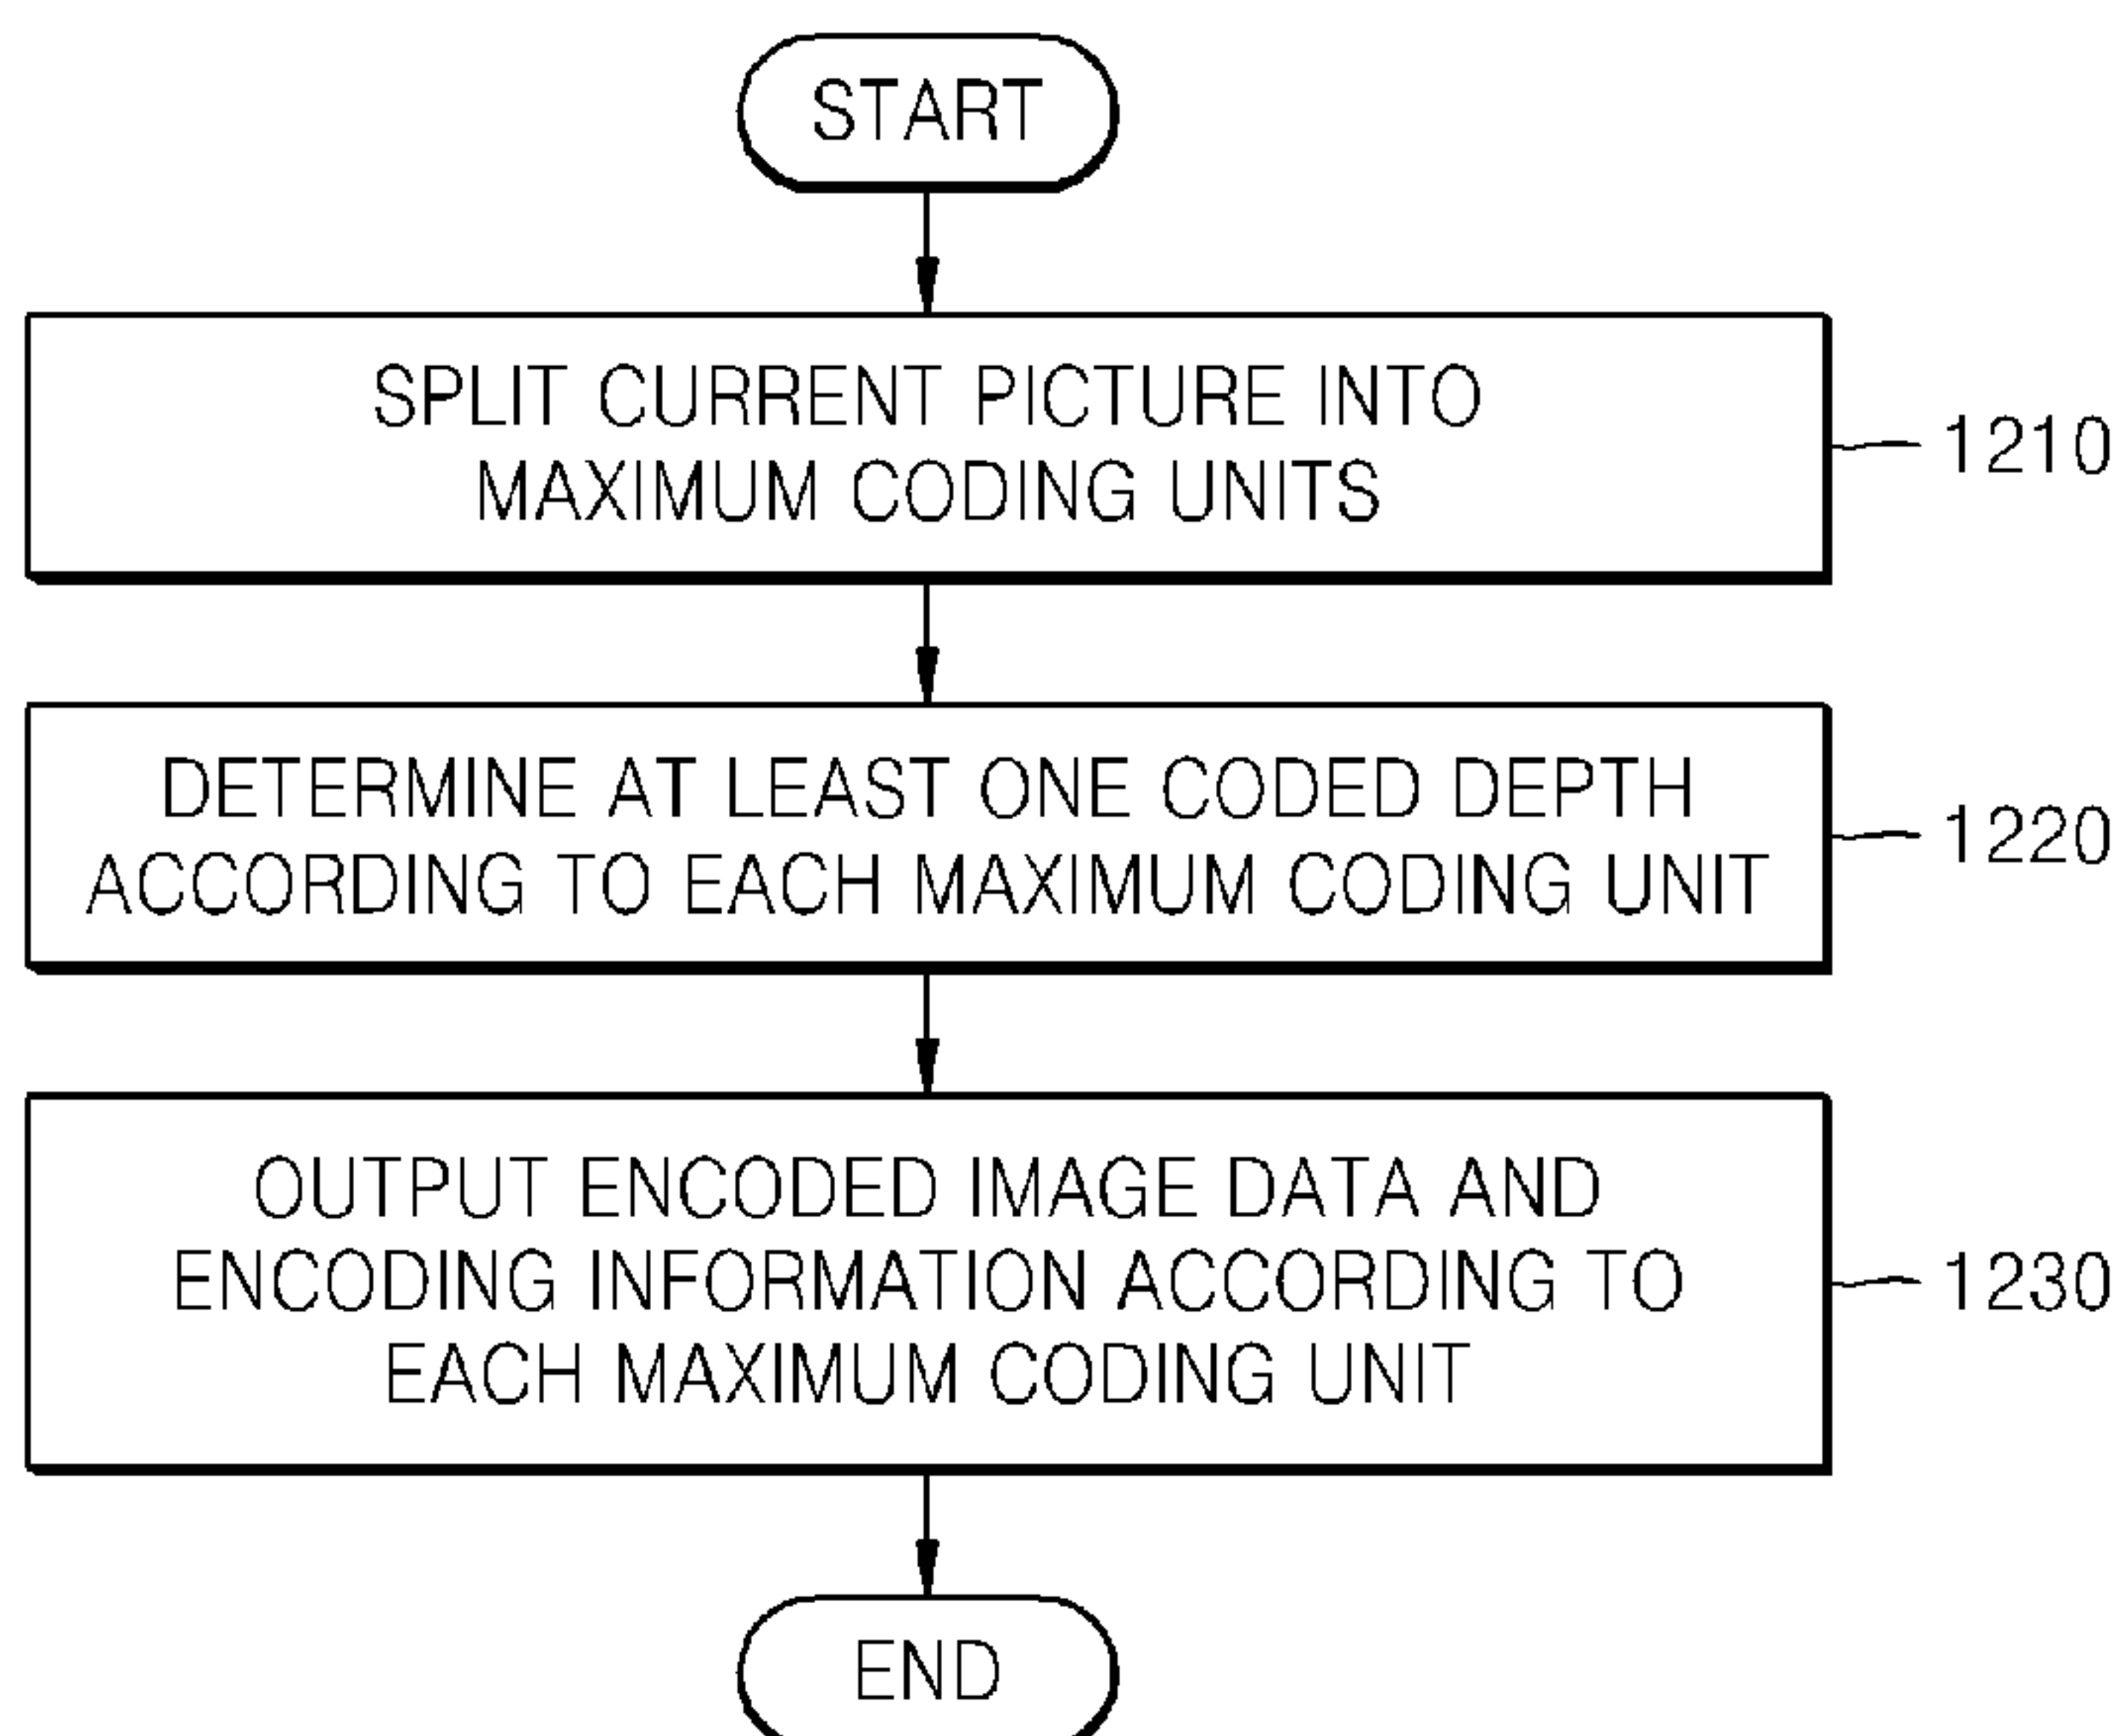 START
SPLIT CURRENT PICTURE INTO
MAXIMUM CODING UNITS
1210
DETERMINE AT LEAST ONE CODED DEPTH
ACCORDING TO EACH MAXIMUM CODING UNIT
1220
OUTPUT ENCODED IMAGE DATA AND
ENCODING INFORMATION ACCORDING TO
EACH MAXIMUM CODING UNIT
1230
END